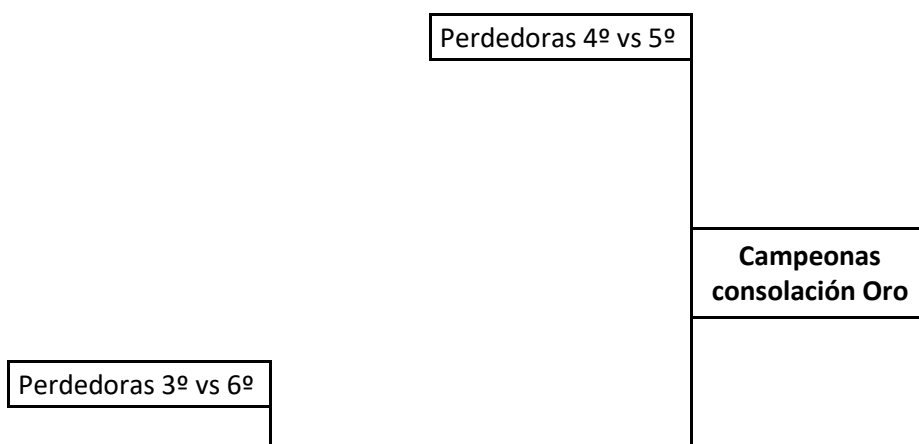 Perdedoras 4º vs 5º
Campeonas
consolación Oro
Perdedoras 3º vs 6º